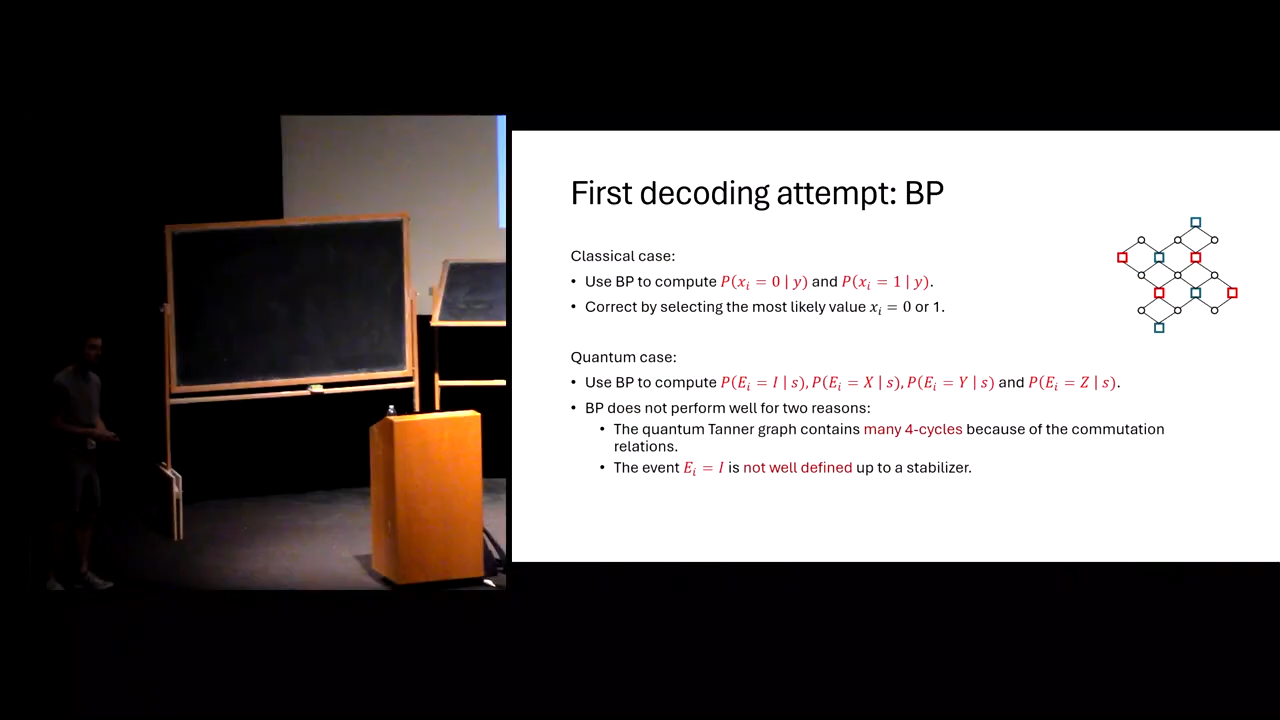 First decoding attempt: BP
Classical case:
• Use BP to compute P(x_i = 0 | y) and P(x_i = 1 | y).
• Correct by selecting the most likely value x_i = 0 or 1.
Quantum case:
• Use BP to compute P(E_i = I | s), P(E_i = X | s), P(E_i = Y | s) and P(E_i = Z | s).
• BP does not perform well for two reasons:
• The quantum Tanner graph contains many 4-cycles because of the commutation
relations.
• The event E_i = I is not well defined up to a stabilizer.